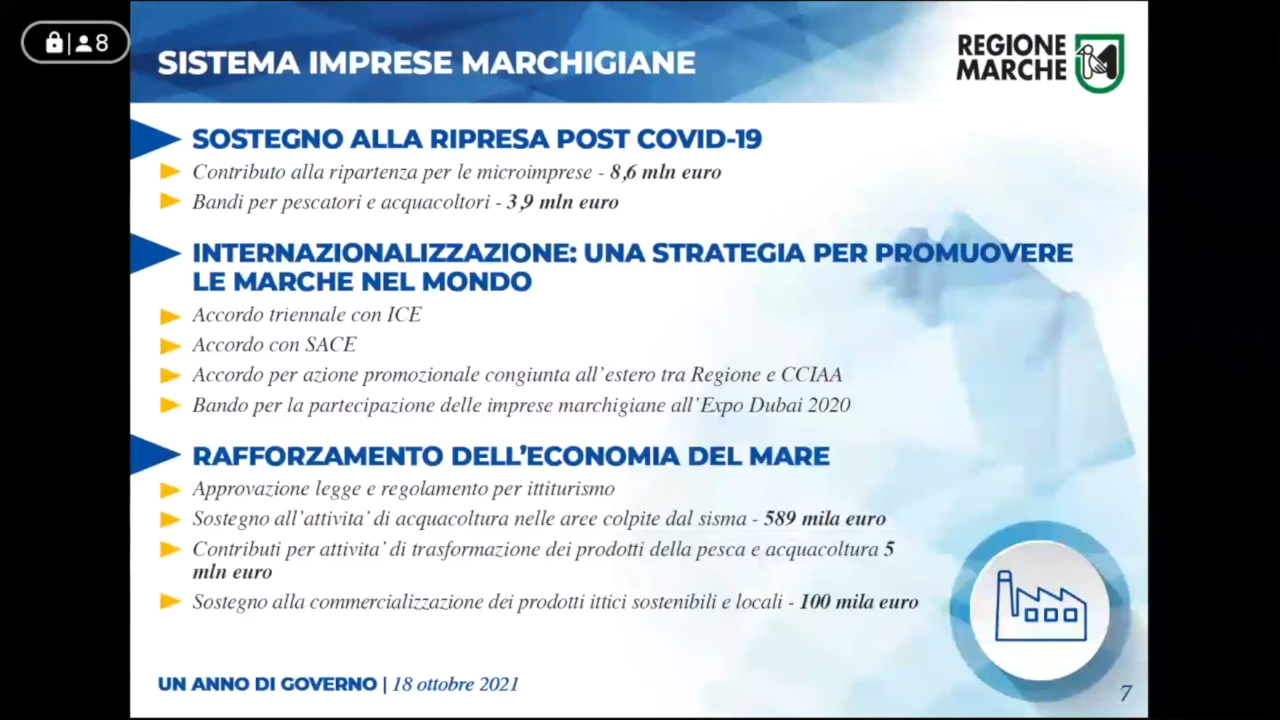 8
SISTEMA IMPRESE MARCHIGIANE
REGIONE
MARCHE
SOSTEGNO ALLA RIPRESA POST COVID-19
Contributo alla ripartenza per le microimprese - 8,6 mln euro
Bandi per pescatori e acquacoltori - 3,9 mln euro
INTERNAZIONALIZZAZIONE: UNA STRATEGIA PER PROMUOVERE
LE MARCHE NEL MONDO
Accordo triennale con ICE
Accordo con SACE
Accordo per azione promozionale congiunta all'estero tra Regione e CCIAA
Bando per la partecipazione delle imprese marchigiane all'Expo Dubai 2020
RAFFORZAMENTO DELL'ECONOMIA DEL MARE
Approvazione legge e regolamento per ittiturismo
Sostegno all'attivita' di acquacoltura nelle aree colpite dal sisma - 589 mila euro
Contributi per attivita' di trasformazione dei prodotti della pesca e acquacoltura 5
mln euro
Sostegno alla commercializzazione dei prodotti ittici sostenibili e locali - 100 mila euro
UN ANNO DI GOVERNO | 18 ottobre 2021
7